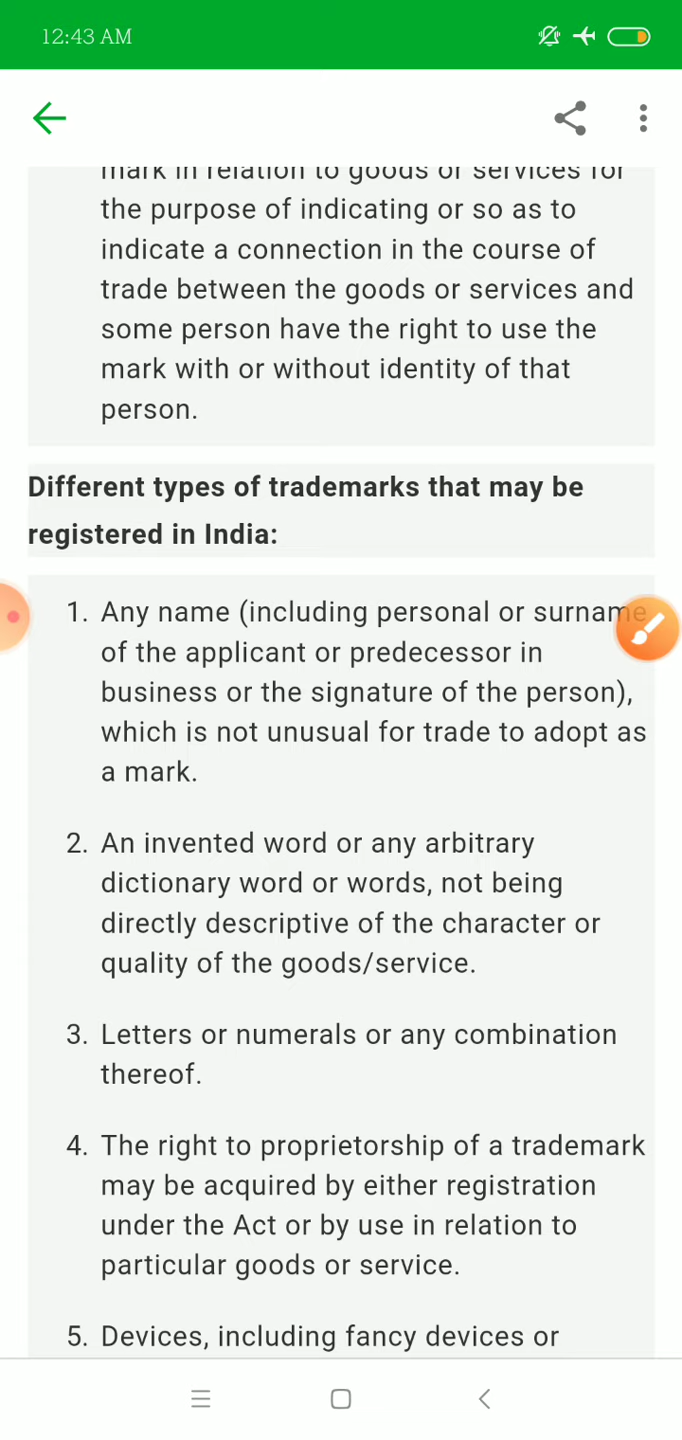 12:43 AM
mark in relation to goods or services for
the purpose of indicating or so as to
indicate a connection in the course of
trade between the goods or services and
some person have the right to use the
mark with or without identity of that
person.
Different types of trademarks that may be
registered in India:
1. Any name (including personal or surname
of the applicant or predecessor in
business or the signature of the person),
which is not unusual for trade to adopt as
a mark.
2. An invented word or any arbitrary
dictionary word or words, not being
directly descriptive of the character or
quality of the goods/service.
3. Letters or numerals or any combination
thereof.
4. The right to proprietorship of a trademark
may be acquired by either registration
under the Act or by use in relation to
particular goods or service.
5. Devices, including fancy devices or